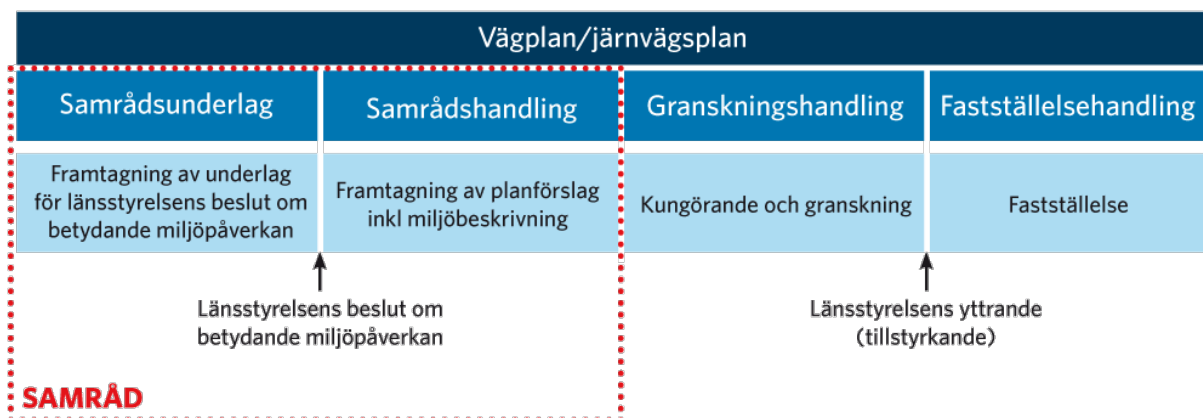 Vägplan/järnvägsplan
Samrådsunderlag
Samrådshandling
Granskningshandling
Fastställelsehandling
Framtagning av underlag
för länsstyrelsens beslut om
betydande miljöpåverkan
Framtagning av planförslag
inkl miljöbeskrivning
Kungörande och granskning
Fastställelse
Länsstyrelsens beslut om
betydande miljöpåverkan
Länsstyrelsens yttrande
(tillstyrkande)
SAMRÅD